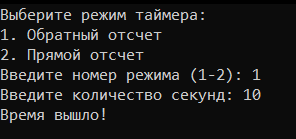 Выберите режим таймера:
1. Обратный отсчет
2. Прямой отсчет
Введите номер режима (1-2): 1
Введите количество секунд: 10
Время вышло!